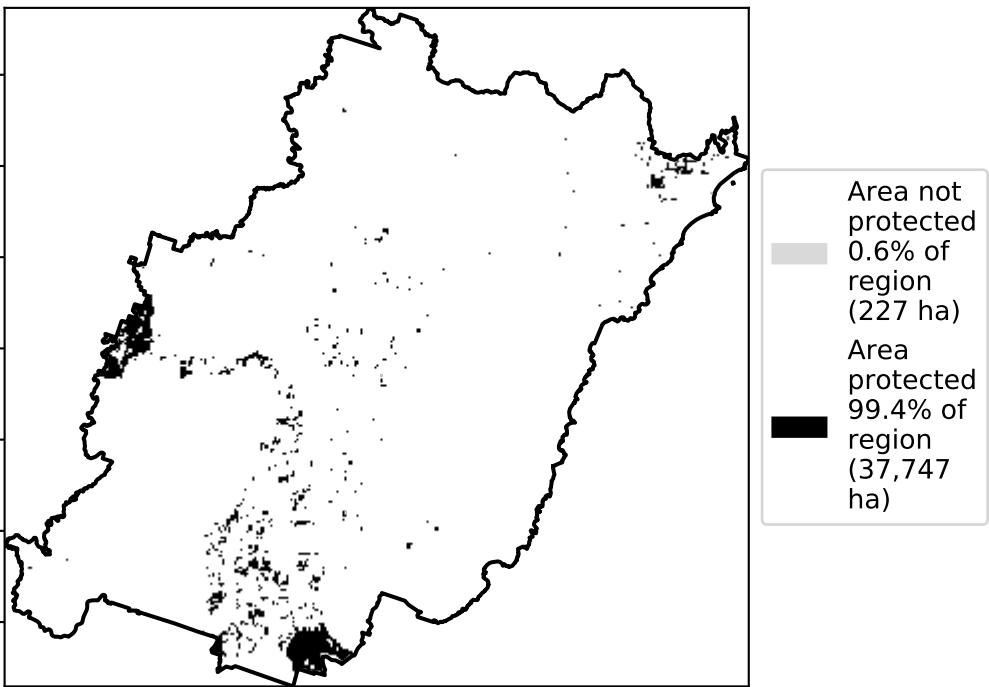 Area not
protected
0.6% of
region
(227 ha)
Area
protected
99.4% of
region
(37,747
ha)